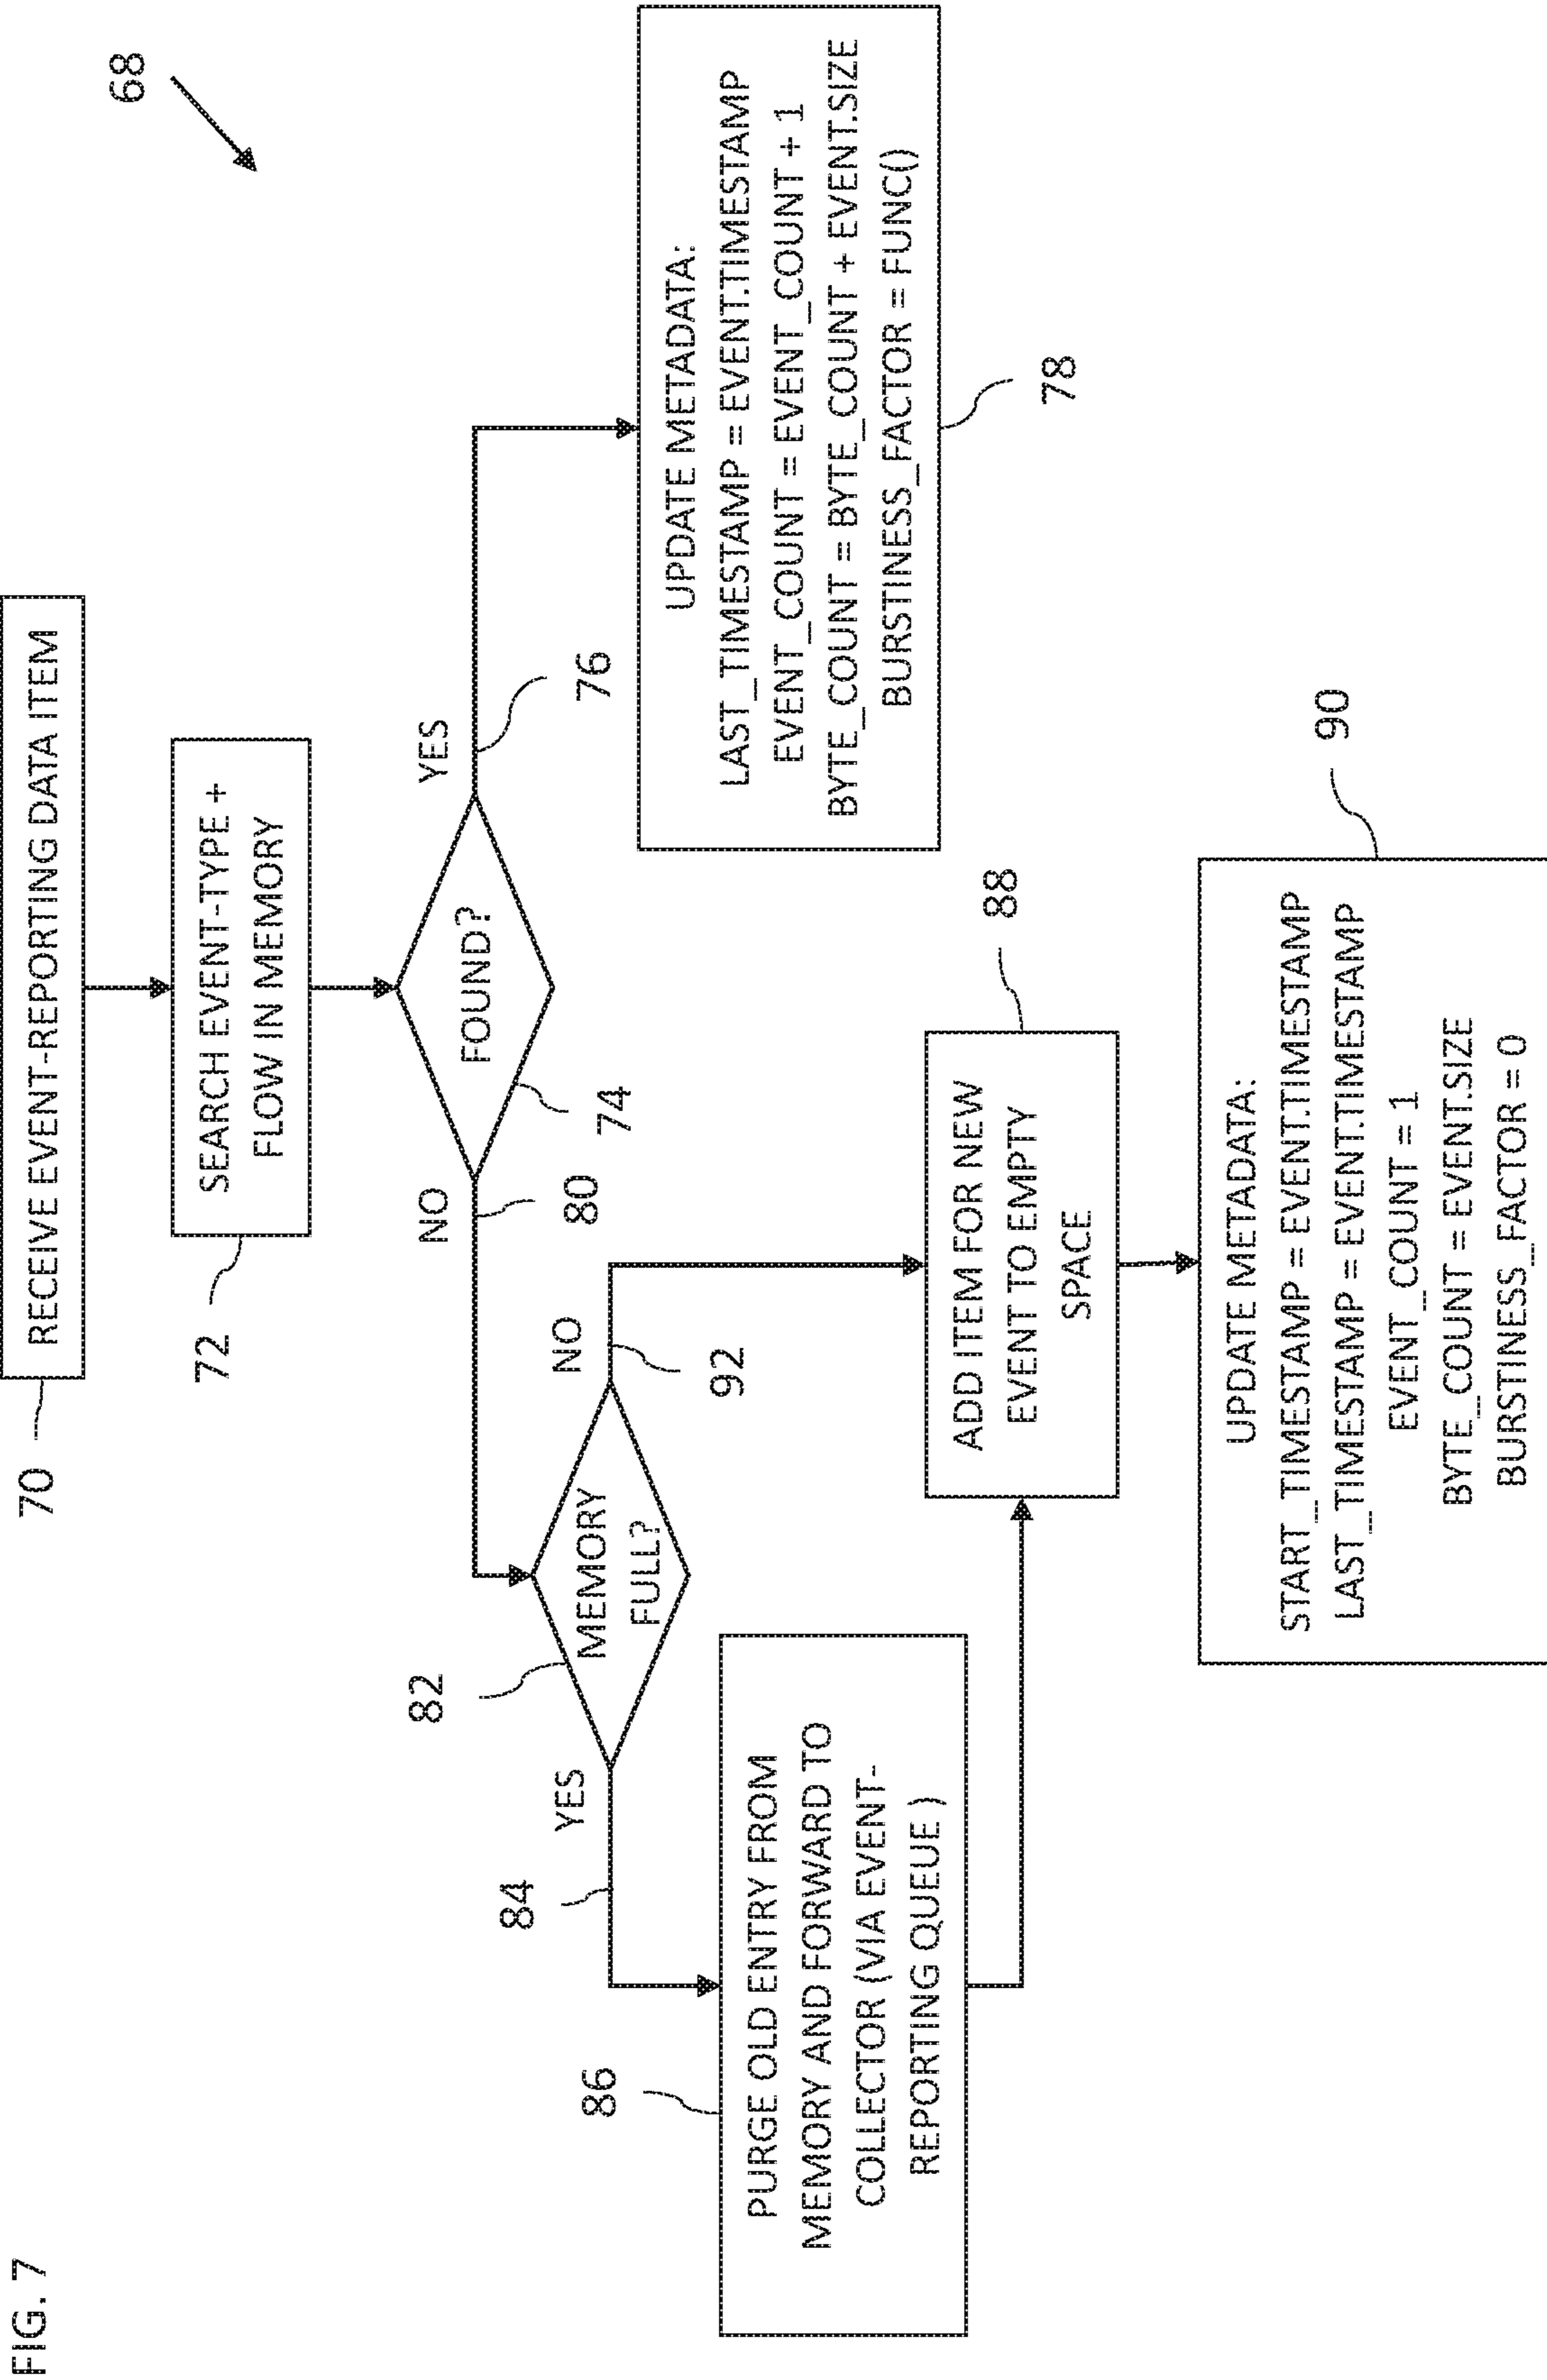 FIG. 7
68
RECEIVE EVENT-REPORTING DATA ITEM
70
SEARCH EVENT-TYPE +
FLOW IN MEMORY
72
FOUND?
74
YES
76
NO
80
UPDATE METADATA:
LAST_TIMESTAMP = EVENT.TIMESTAMP
EVENT_COUNT = EVENT_COUNT + 1
BYTE_COUNT = BYTE_COUNT + EVENT.SIZE
BURSTINESS_FACTOR = FUNC()
78
MEMORY
FULL?
82
YES
84
NO
92
PURGE OLD ENTRY FROM
MEMORY AND FORWARD TO
COLLECTOR (VIA EVENT-
REPORTING QUEUE )
86
ADD ITEM FOR NEW
EVENT TO EMPTY
SPACE
88
UPDATE METADATA:
START_TIMESTAMP = EVENT.TIMESTAMP
LAST_TIMESTAMP = EVENT.TIMESTAMP
EVENT_COUNT = 1
BYTE_COUNT = EVENT.SIZE
BURSTINESS_FACTOR = 0
90